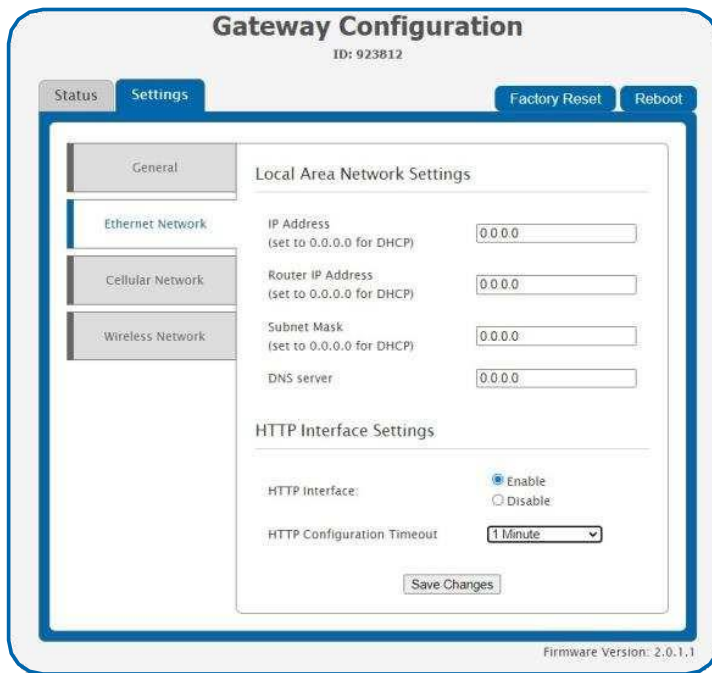 Gateway Configuration
ID: 923812
Status
Settings
Factory Reset
Reboot
General
Ethernet Network
Cellular Network
Wireless Network
Local Area Network Settings
IP Address
(set to 0.0.0.0 for DHCP)
0.0.0.0
Router IP Address
(set to 0.0.0.0 for DHCP)
0.0.0.0
Subnet Mask
(set to 0.0.0.0 for DHCP)
0.0.0.0
DNS server
0.0.0.0
HTTP Interface Settings
HTTP Interface:
Enable
Disable
HTTP Configuration Timeout
1 Minute
Save Changes
Firmware Version: 2.0.1.1